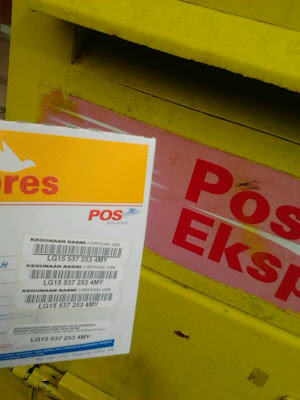 res
POS
KEGUNAAN RASMI / OFFICIAL USE
LG15 537 253 4MY
KEGUNAAN RASMI / OFFICIAL USE
LG15 537 253 4MY
KEGUNAAN RASMI / OFFICIAL USE
LG15 537 253 4MY
LG15 537 253 4MY
Pos
Eksp